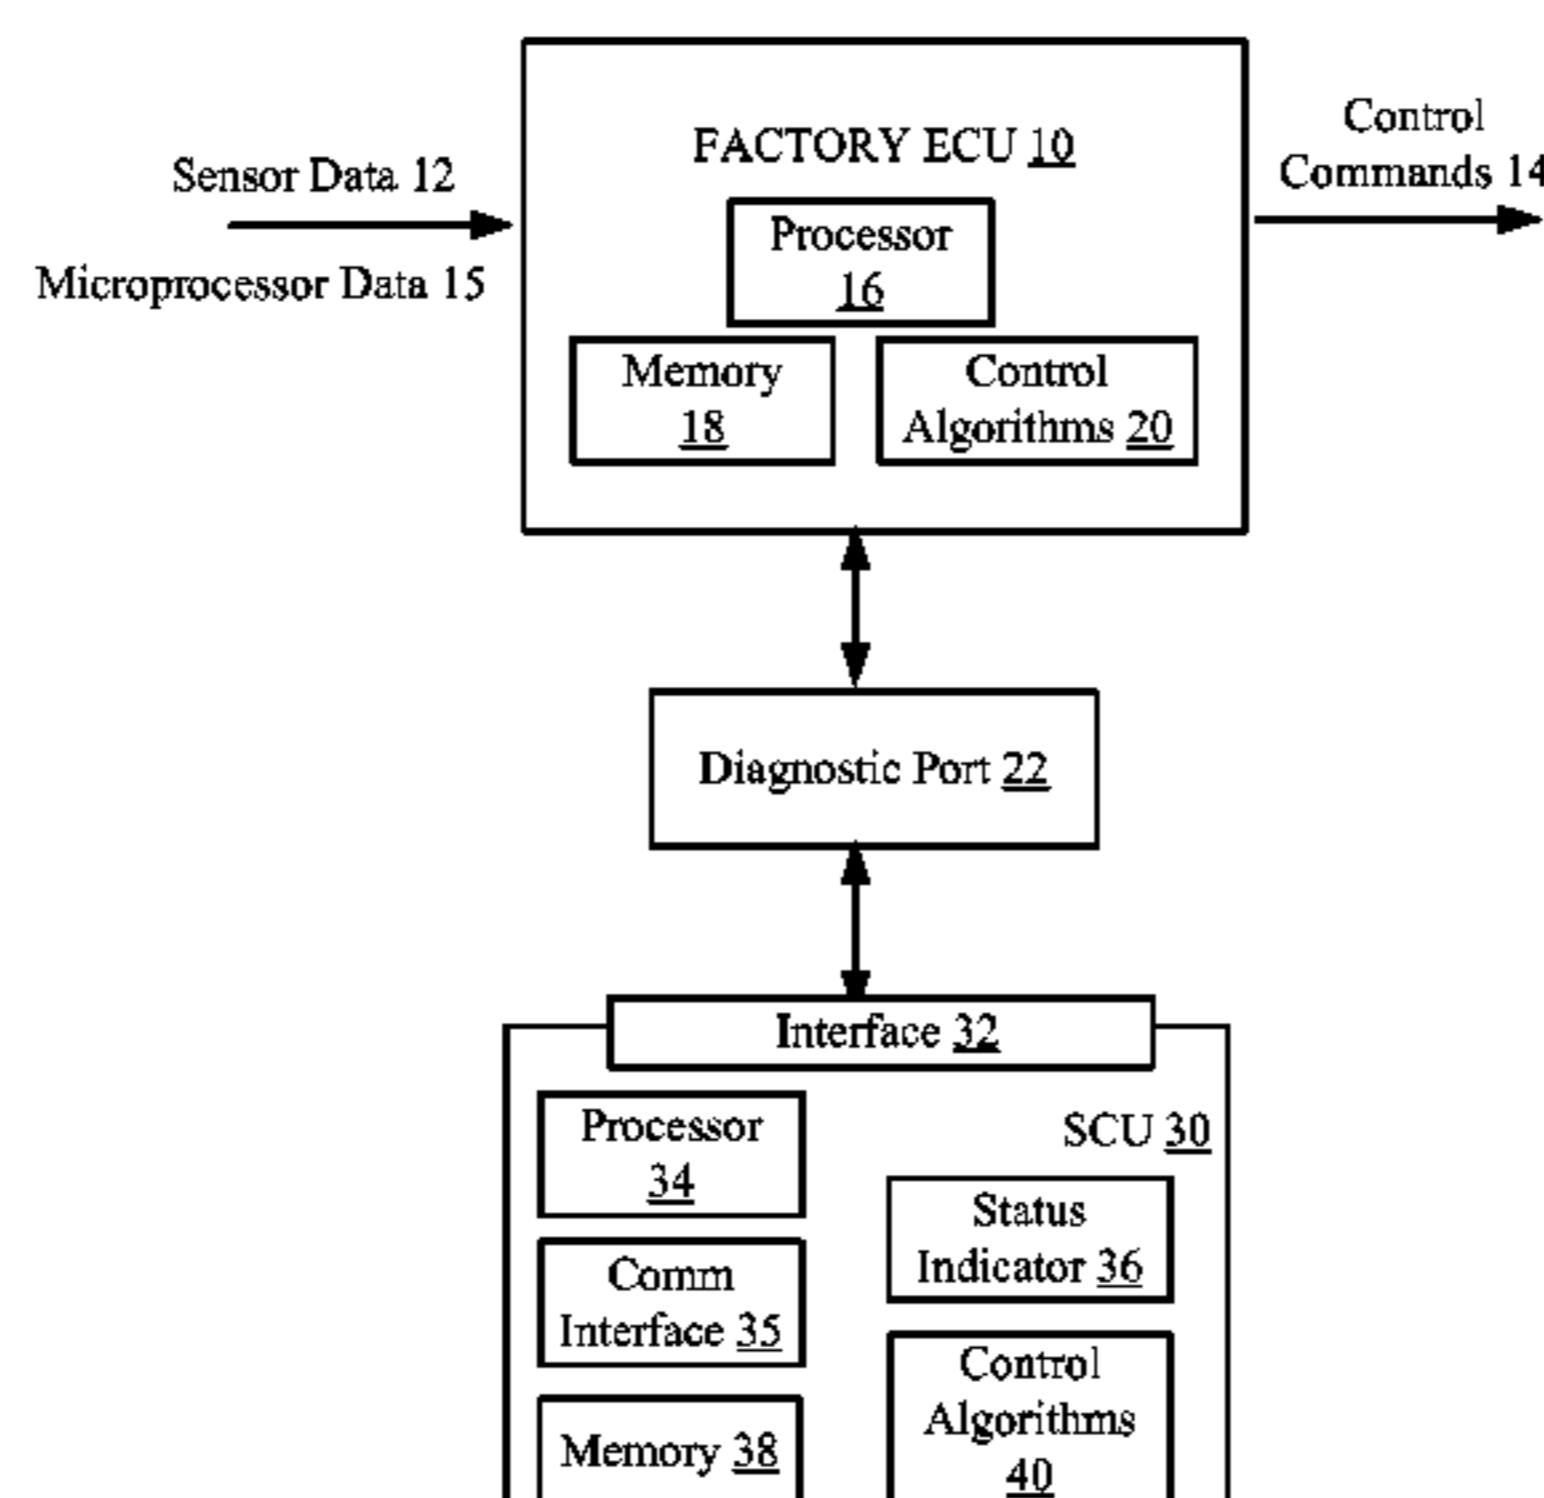 FACTORY ECU 10
Control
Commands 14
Sensor Data 12
Microprocessor Data 15
Processor
16
Memory
18
Control
Algorithms 20
Diagnostic Port 22
Interface 32
SCU 30
Processor
34
Status
Indicator 36
Comm
Interface 35
Control
Algorithms
40
Memory 38